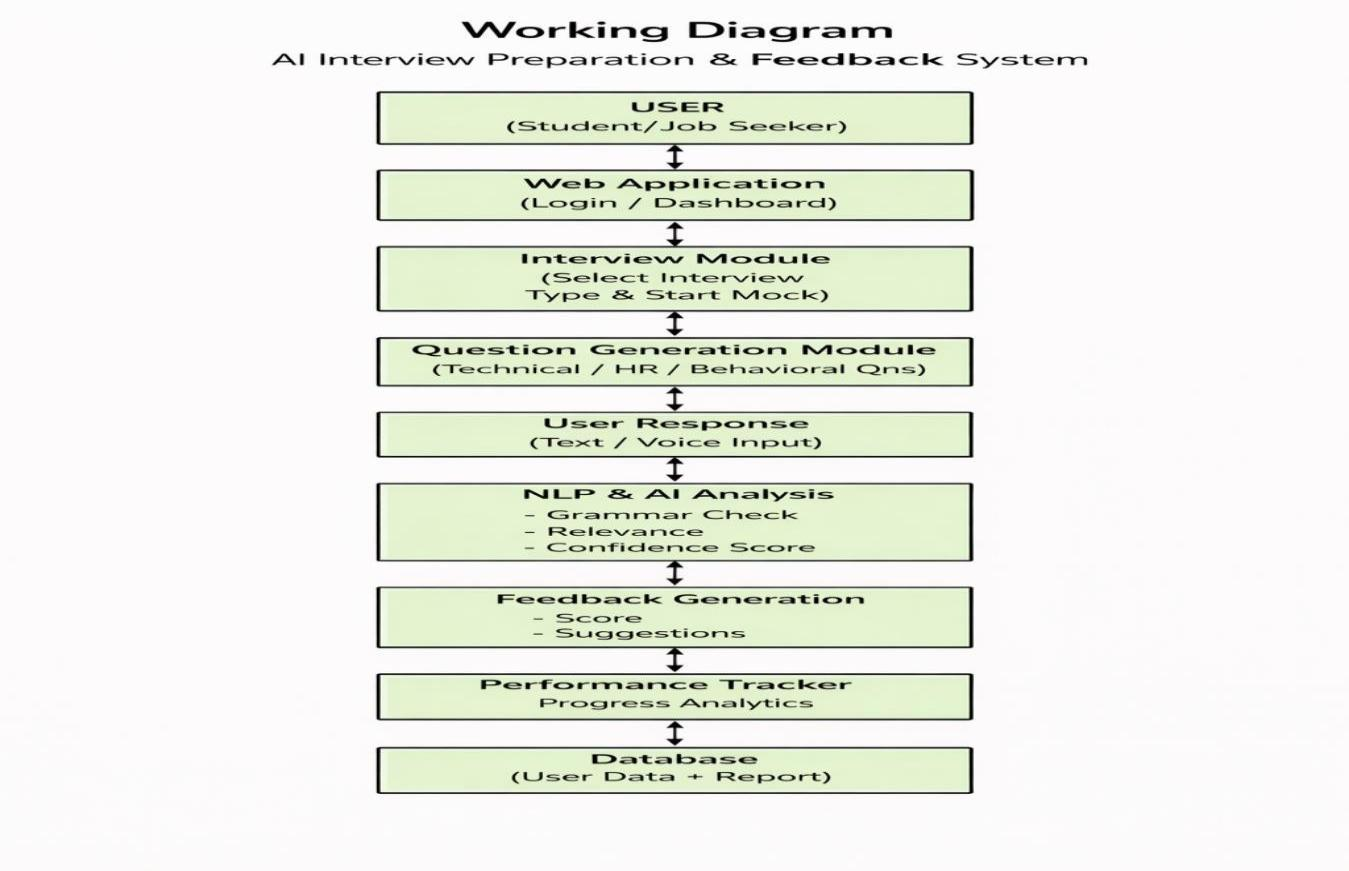 Working Diagram
AI Interview Preparation & Feedback System
USER
(Student/Job Seeker)
Web Application
(Login / Dashboard)
Interview Module
(Select Interview
Type & Start Mock)
Question Generation Module
(Technical / HR / Behavioral Qns)
User Response
(Text / Voice Input)
NLP & AI Analysis
- Grammar Check
- Relevance
- Confidence Score
Feedback Generation
- Score
- Suggestions
Performance Tracker
Progress Analytics
Database
(User Data + Report)